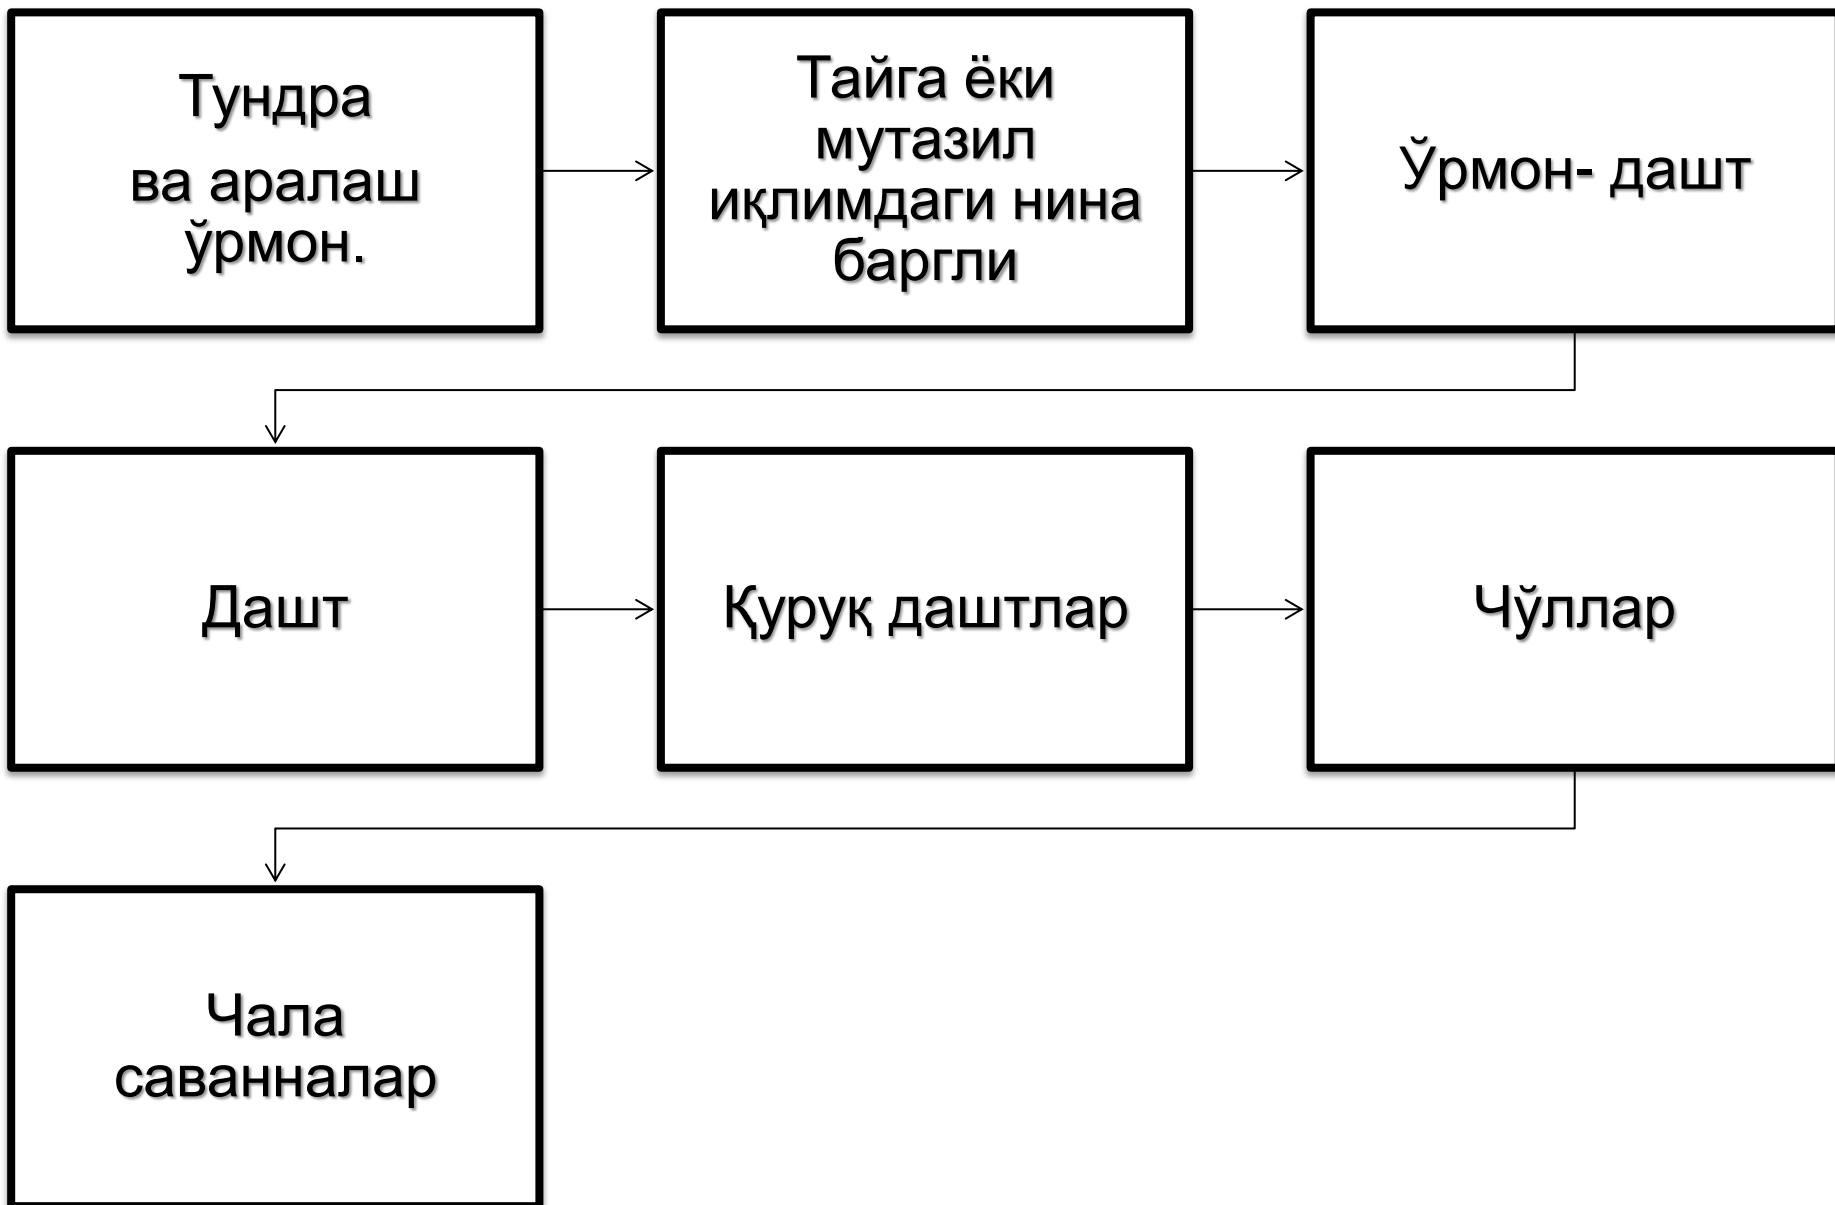 Тундра
ва аралаш
ўрмон.
Тайга ёки
мутазил
иқлимдаги нина
баргли
Ўрмон- дашт
Дашт
Қуруқ даштлар
Чўллар
Чала
саванналар